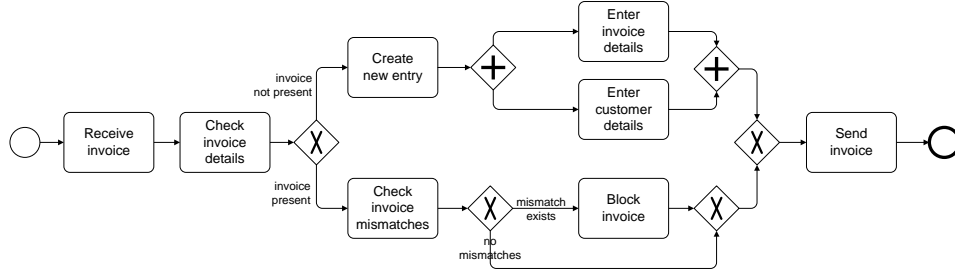 Receive
invoice
Check
invoice
details
invoice
not present
Create
new entry
Enter
invoice
details
Enter
customer
details
invoice
present
Check
invoice
mismatches
mismatch
exists
Block
invoice
no
mismatches
Send
invoice